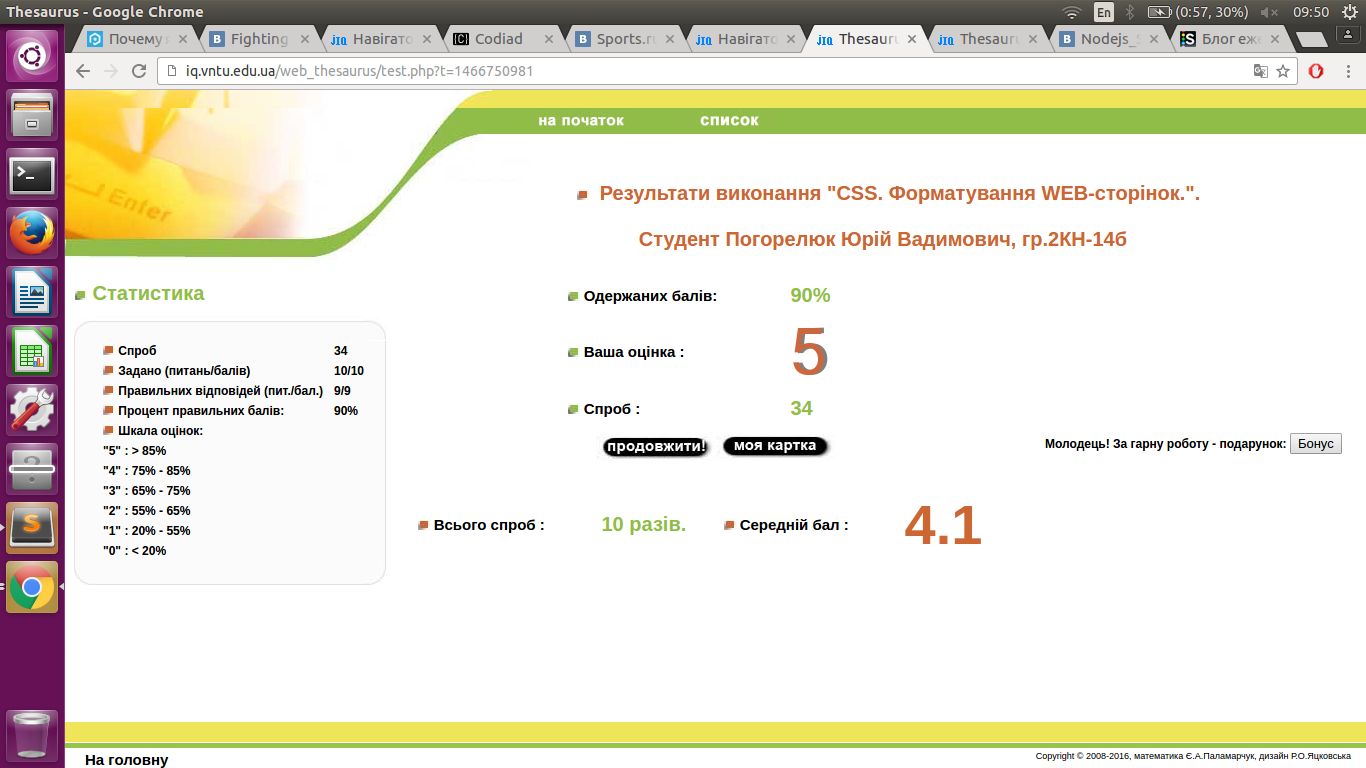 Thesaurus - Google Chrome
En
(0:57, 30%)
09:50
Почему я
Fighting
Навігато
Codiad
Sports.ru
Навігато
Thesauru
Thesauru
Nodejs_S
Блог еже
iq.vntu.edu.ua/web_thesaurus/test.php?t=1466750981
Enter
на початок
список
Результати виконання "CSS. Форматування WEB-сторінок.".
Студент Погорелюк Юрій Вадимович, гр.2КН-14б
Статистика
Спроб 34
Задано (питань/балів) 10/10
Правильних відповідей (пит./бал.) 9/9
Процент правильних балів: 90%
Шкала оцінок:
"5" : > 85%
"4" : 75% - 85%
"3" : 65% - 75%
"2" : 55% - 65%
"1" : 20% - 55%
"0" : < 20%
Одержаних балів: 90%
Ваша оцінка : 5
Спроб : 34
продовжити!
моя картка
Молодець! За гарну роботу - подарунок: Бонус
Всього спроб : 10 разів. Середній бал : 4.1
На головну
Copyright © 2008-2016, математика Є.А.Паламарчук, дизайн Р.О.Яцковська